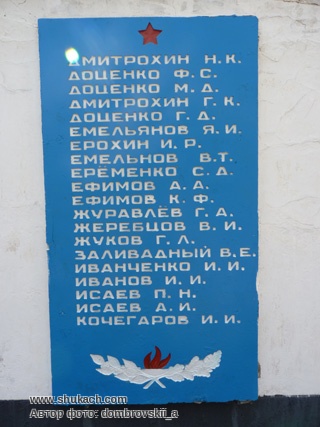 ДМИТРОХИН Н.К.
ДОЦЕНКО Ф.С.
ДОЦЕНКО М.Д.
ДМИТРОХИН Г.К.
ДОЦЕНКО Г.Д.
ЕМЕЛЬЯНОВ Я.И.
ЕРОХИН И.Р.
ЕМЕЛЬНОВ В.Т.
ЕРЁМЕНКО С.Д.
ЕФИМОВ А.А.
ЕФИМОВ К.Ф.
ЖУРАВЛЁВ Г.А.
ЖЕРЕБЦОВ В.И.
ЖУКОВ Г.Л.
ЗАЛИВАДНЫЙ В.Е.
ИВАНЧЕНКО И.И.
ИВАНОВ И.И.
ИСАЕВ П.Н.
ИСАЕВ А.И.
КОЧЕГАРОВ И.И.
www.shukach.com
Автор фото: dombrovskii_a